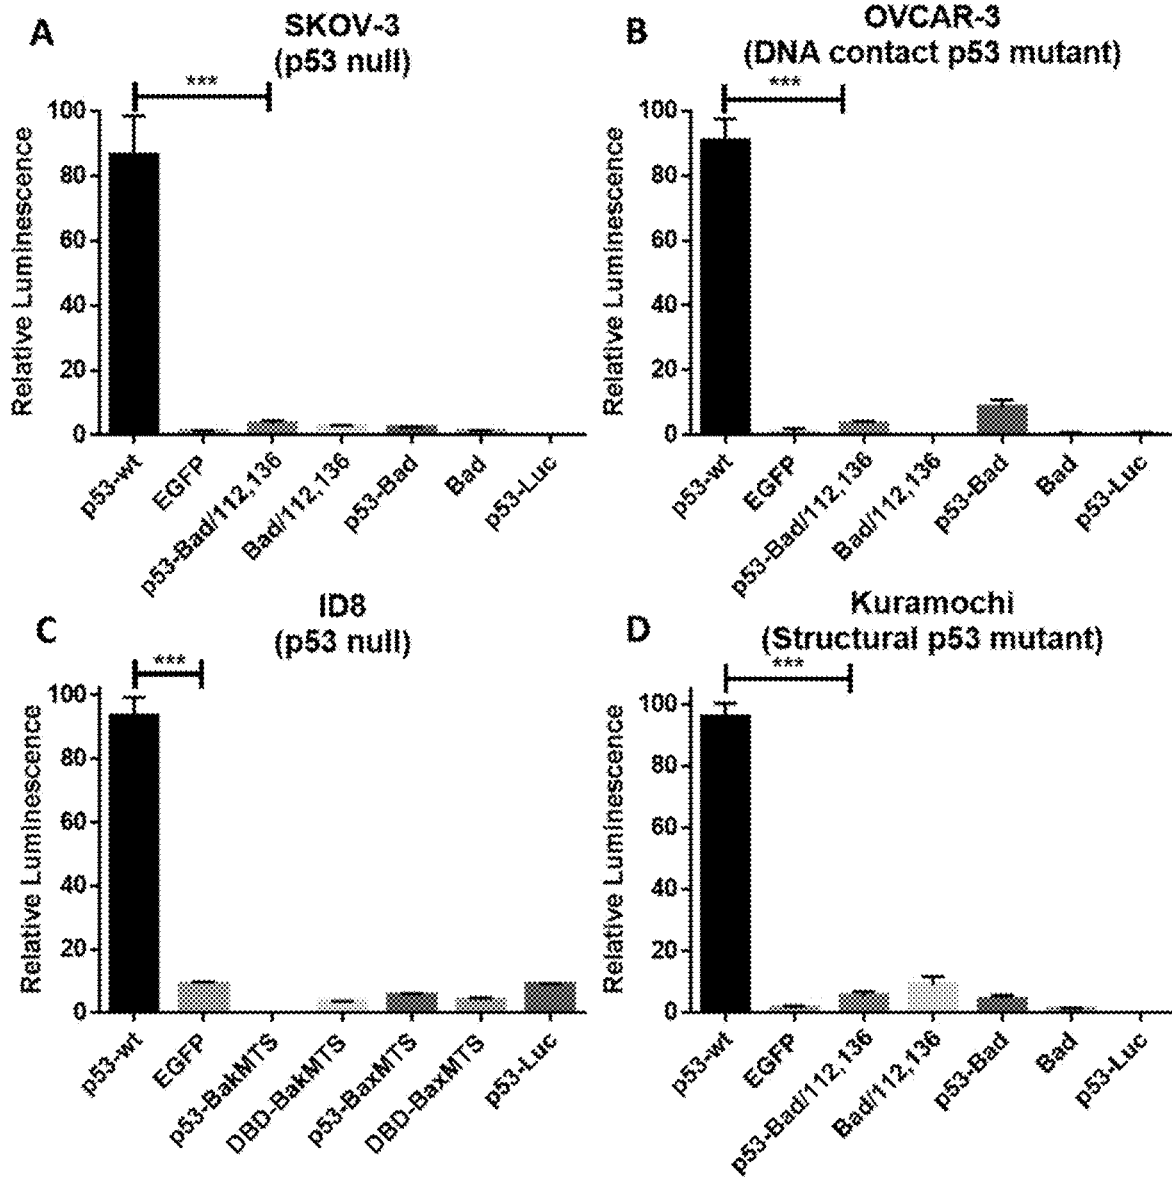 A
SKOV-3
(p53 null)
***
Relative Luminescence
100
80
60
40
20
0
p53-wt
EGFP
p53-Bad/112,136
Bad/112,136
p53-Bad
Bad
p53-Luc
B
OVCAR-3
(DNA contact p53 mutant)
***
Relative Luminescence
100
80
60
40
20
0
p53-wt
EGFP
p53-Bad/112,136
Bad/112,136
p53-Bad
Bad
p53-Luc
C
ID8
(p53 null)
***
Relative Luminescence
100
80
60
40
20
0
p53-wt
EGFP
p53-BakMTS
DBD-BakMTS
p53-BaxMTS
DBD-BaxMTS
p53-Luc
D
Kuramochi
(Structural p53 mutant)
***
Relative Luminescence
100
80
60
40
20
0
p53-wt
EGFP
p53-Bad/112,136
Bad/112,136
p53-Bad
Bad
p53-Luc